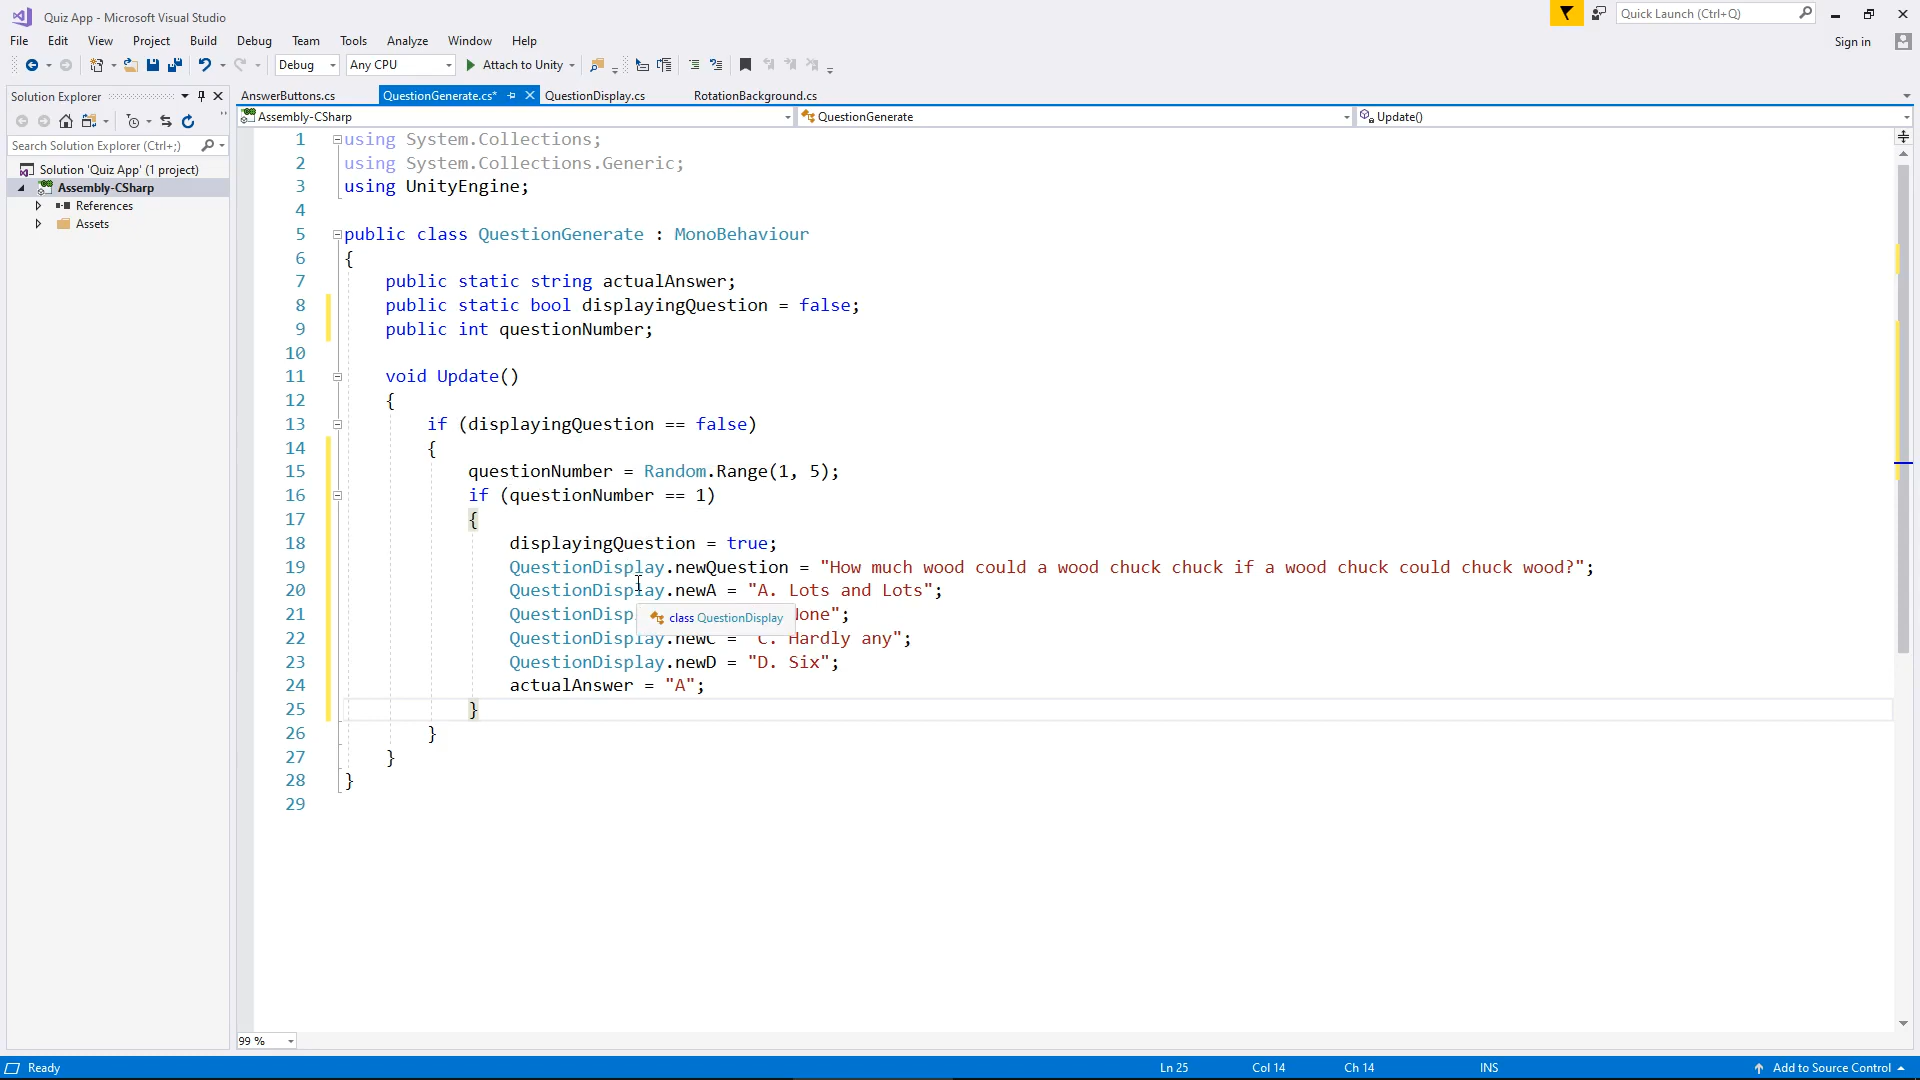 Quiz App - Microsoft Visual Studio
Quick Launch (Ctrl+Q)
File Edit View Project Build Debug Team Tools Analyze Window Help
Sign in
Debug Any CPU Attach to Unity
Solution Explorer
AnswerButtons.cs QuestionGenerate.cs* QuestionDisplay.cs RotationBackground.cs
Assembly-CSharp QuestionGenerate Update()
Search Solution Explorer (Ctrl+;)
Solution 'Quiz App' (1 project)
Assembly-CSharp
References
Assets
1 using System.Collections;
2 using System.Collections.Generic;
3 using UnityEngine;
4
5 public class QuestionGenerate : MonoBehaviour
6 {
7 public static string actualAnswer;
8 public static bool displayingQuestion = false;
9 public int questionNumber;
10
11 void Update()
12 {
13 if (displayingQuestion == false)
14 {
15 questionNumber = Random.Range(1, 5);
16 if (questionNumber == 1)
17 {
18 displayingQuestion = true;
19 QuestionDisplay.newQuestion = "How much wood could a wood chuck chuck if a wood chuck could chuck wood?";
20 QuestionDisplay.newA = "A. Lots and Lots";
21 QuestionDisp one";
class QuestionDisplay
22 QuestionDisplay.newC = "C. Hardly any";
23 QuestionDisplay.newD = "D. Six";
24 actualAnswer = "A";
25 }
26 }
27 }
28 }
29
99 %
Ready Ln 25 Col 14 Ch 14 INS Add to Source Control